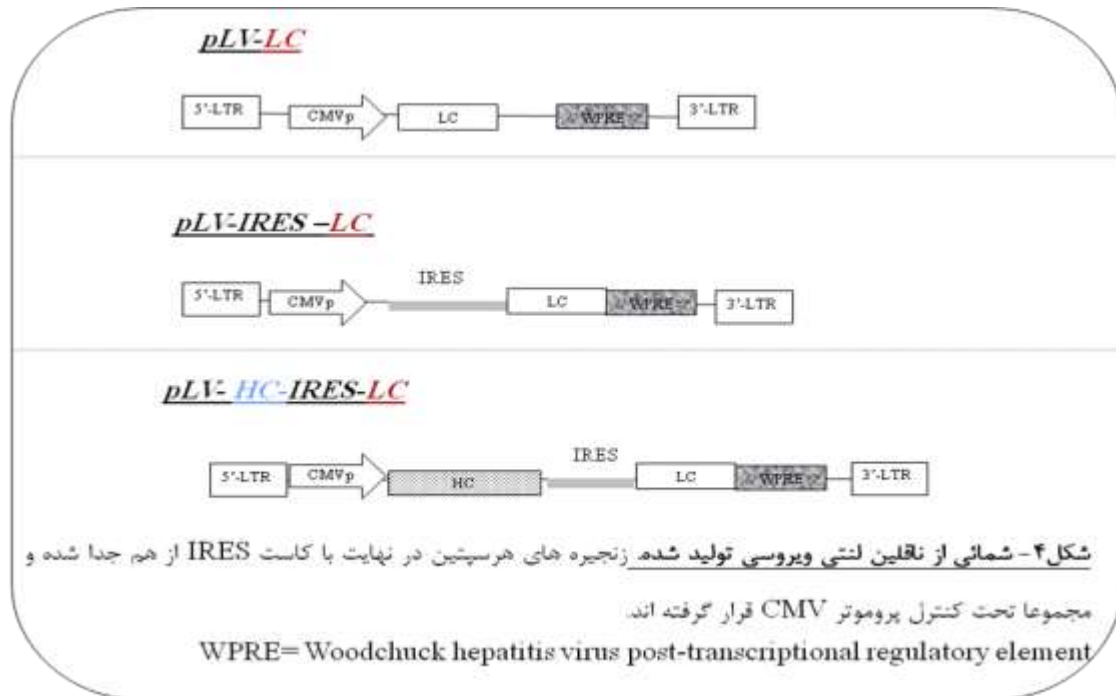 pLV-LC
5'-LTR CMVp LC WPRE 3'-LTR
pLV-IRES –LC
IRES
5'-LTR CMVp LC WPRE 3'-LTR
pLV- HC-IRES-LC
IRES
5'-LTR CMVp HC LC WPRE 3'-LTR
شکل۴- شمائی از ناقلین لنتی ویروسی تولید شده. زنجیره های هرسپتین در نهایت با کاست IRES از هم جدا شده و
مجموعا تحت کنترل پروموتر CMV قرار گرفته اند.
WPRE= Woodchuck hepatitis virus post-transcriptional regulatory element